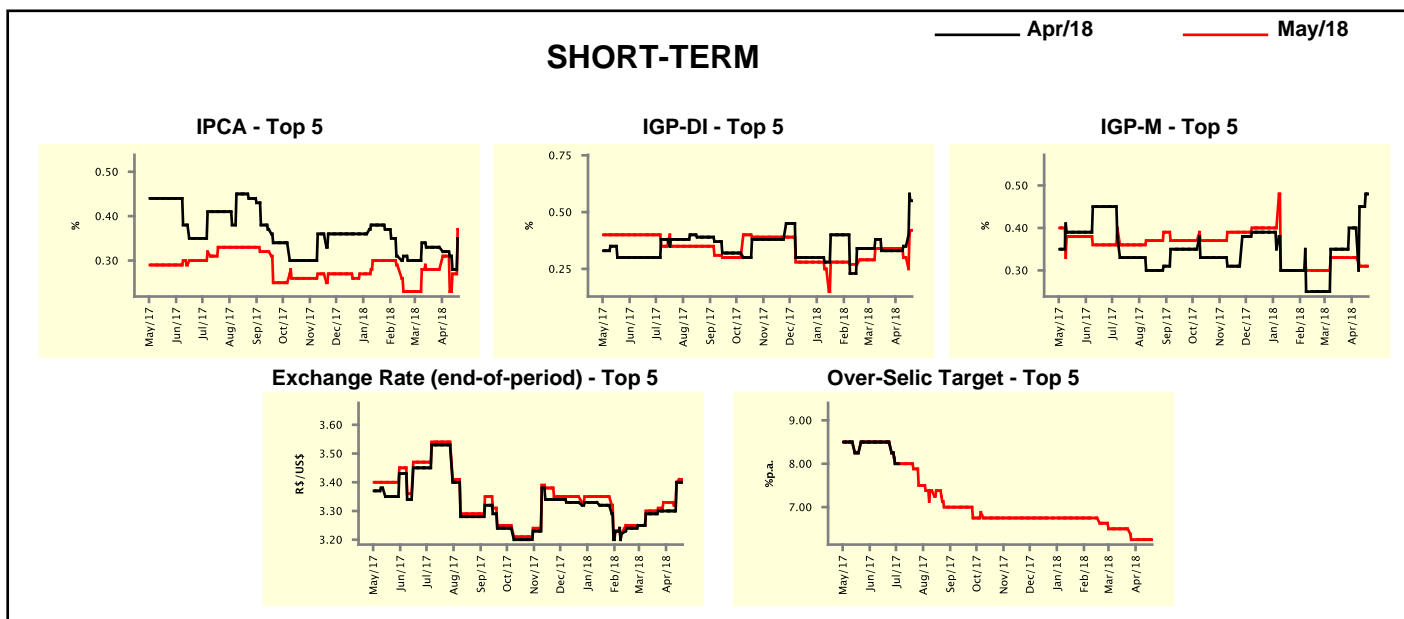 Apr/18 May/18
SHORT-TERM
IPCA - Top 5
%
0.50
0.40
0.30
May/17 Jun/17 Jul/17 Aug/17 Sep/17 Oct/17 Nov/17 Dec/17 Jan/18 Feb/18 Mar/18 Apr/18
IGP-DI - Top 5
%
0.75
0.50
0.25
May/17 Jun/17 Jul/17 Aug/17 Sep/17 Oct/17 Nov/17 Dec/17 Jan/18 Feb/18 Mar/18 Apr/18
IGP-M - Top 5
%
0.50
0.40
0.30
May/17 Jun/17 Jul/17 Aug/17 Sep/17 Oct/17 Nov/17 Dec/17 Jan/18 Feb/18 Mar/18 Apr/18
Exchange Rate (end-of-period) - Top 5
R$/US$
3.60
3.50
3.40
3.30
3.20
May/17 Jun/17 Jul/17 Aug/17 Sep/17 Oct/17 Nov/17 Dec/17 Jan/18 Feb/18 Mar/18 Apr/18
Over-Selic Target - Top 5
%p.a.
9.00
8.00
7.00
May/17 Jun/17 Jul/17 Aug/17 Sep/17 Oct/17 Nov/17 Dec/17 Jan/18 Feb/18 Mar/18 Apr/18